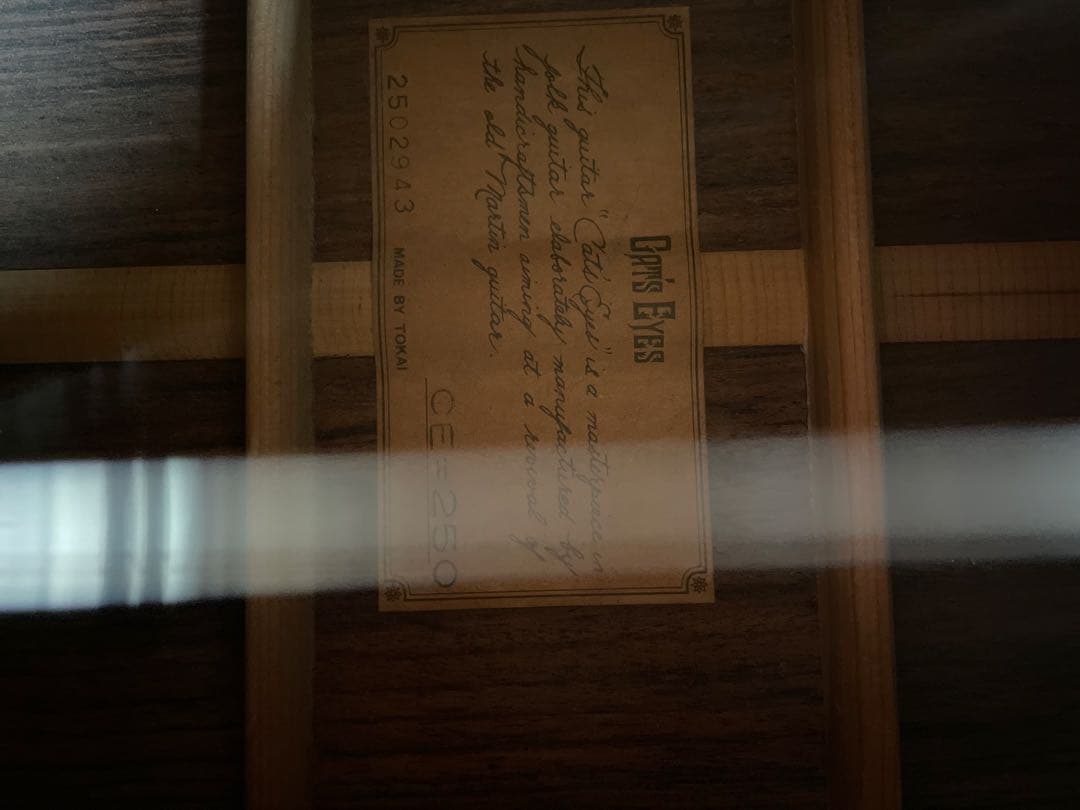 CAT'S EYES
This guitar "Cat's Eyes" is a masterpiece in
folk guitar elaborately manufactured by
handicraftsmen aiming at a revival of
the old Martin guitar.
CE=250
2502943 MADE BY TOKAI